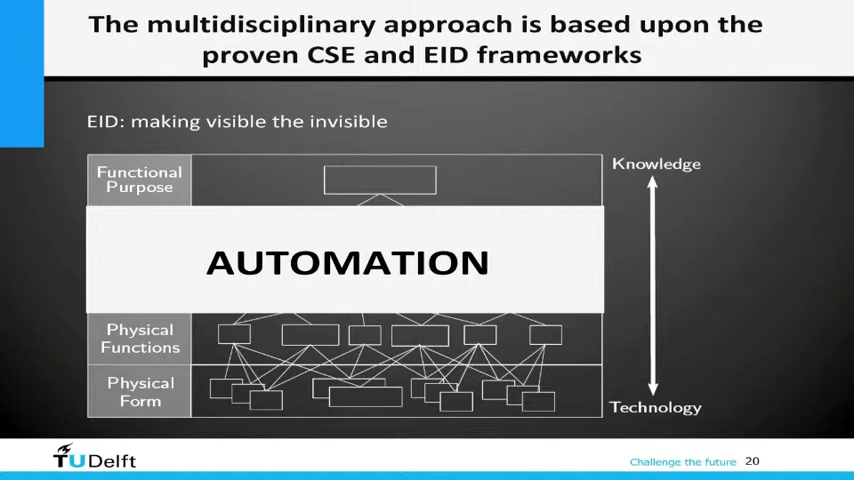 The multidisciplinary approach is based upon the
proven CSE and EID frameworks
EID: making visible the invisible
Functional
Purpose
Knowledge
AUTOMATION
Physical
Functions
Physical
Form
Technology
TUDelft
Challenge the future 20